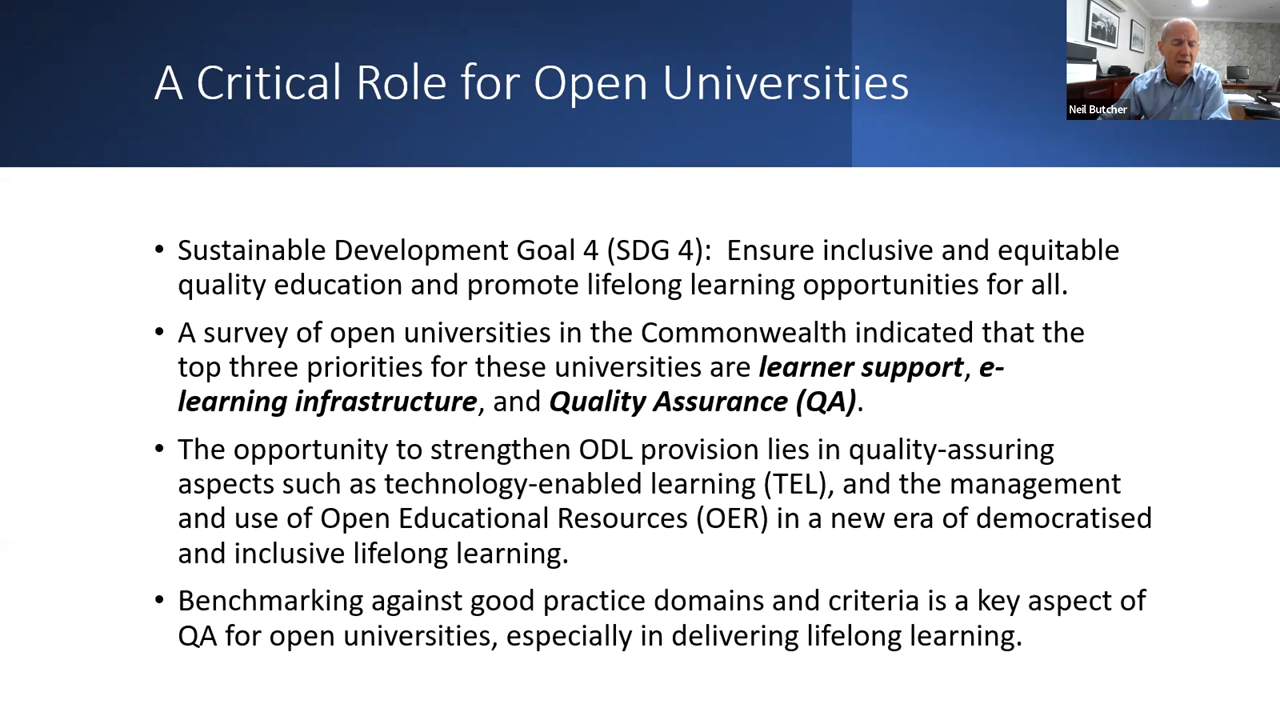 A Critical Role for Open Universities
Neil Butcher
• Sustainable Development Goal 4 (SDG 4):  Ensure inclusive and equitable
quality education and promote lifelong learning opportunities for all.
• A survey of open universities in the Commonwealth indicated that the
top three priorities for these universities are learner support, e-
learning infrastructure, and Quality Assurance (QA).
• The opportunity to strengthen ODL provision lies in quality-assuring
aspects such as technology-enabled learning (TEL), and the management
and use of Open Educational Resources (OER) in a new era of democratised
and inclusive lifelong learning.
• Benchmarking against good practice domains and criteria is a key aspect of
QA for open universities, especially in delivering lifelong learning.